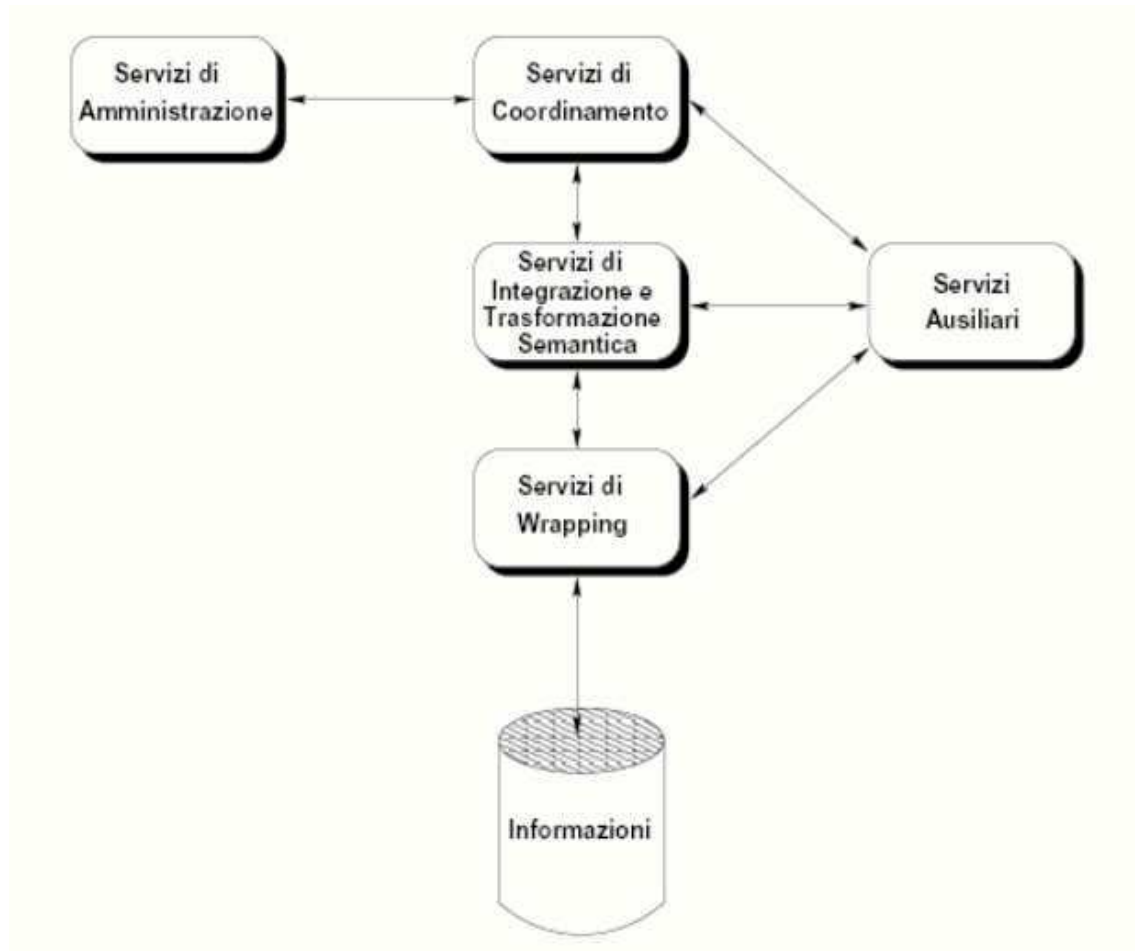 Servizi di
Amministrazione
Servizi di
Coordinamento
Servizi di
Integrazione e
Trasformazione
Semantica
Servizi
Ausiliari
Servizi di
Wrapping
Informazioni